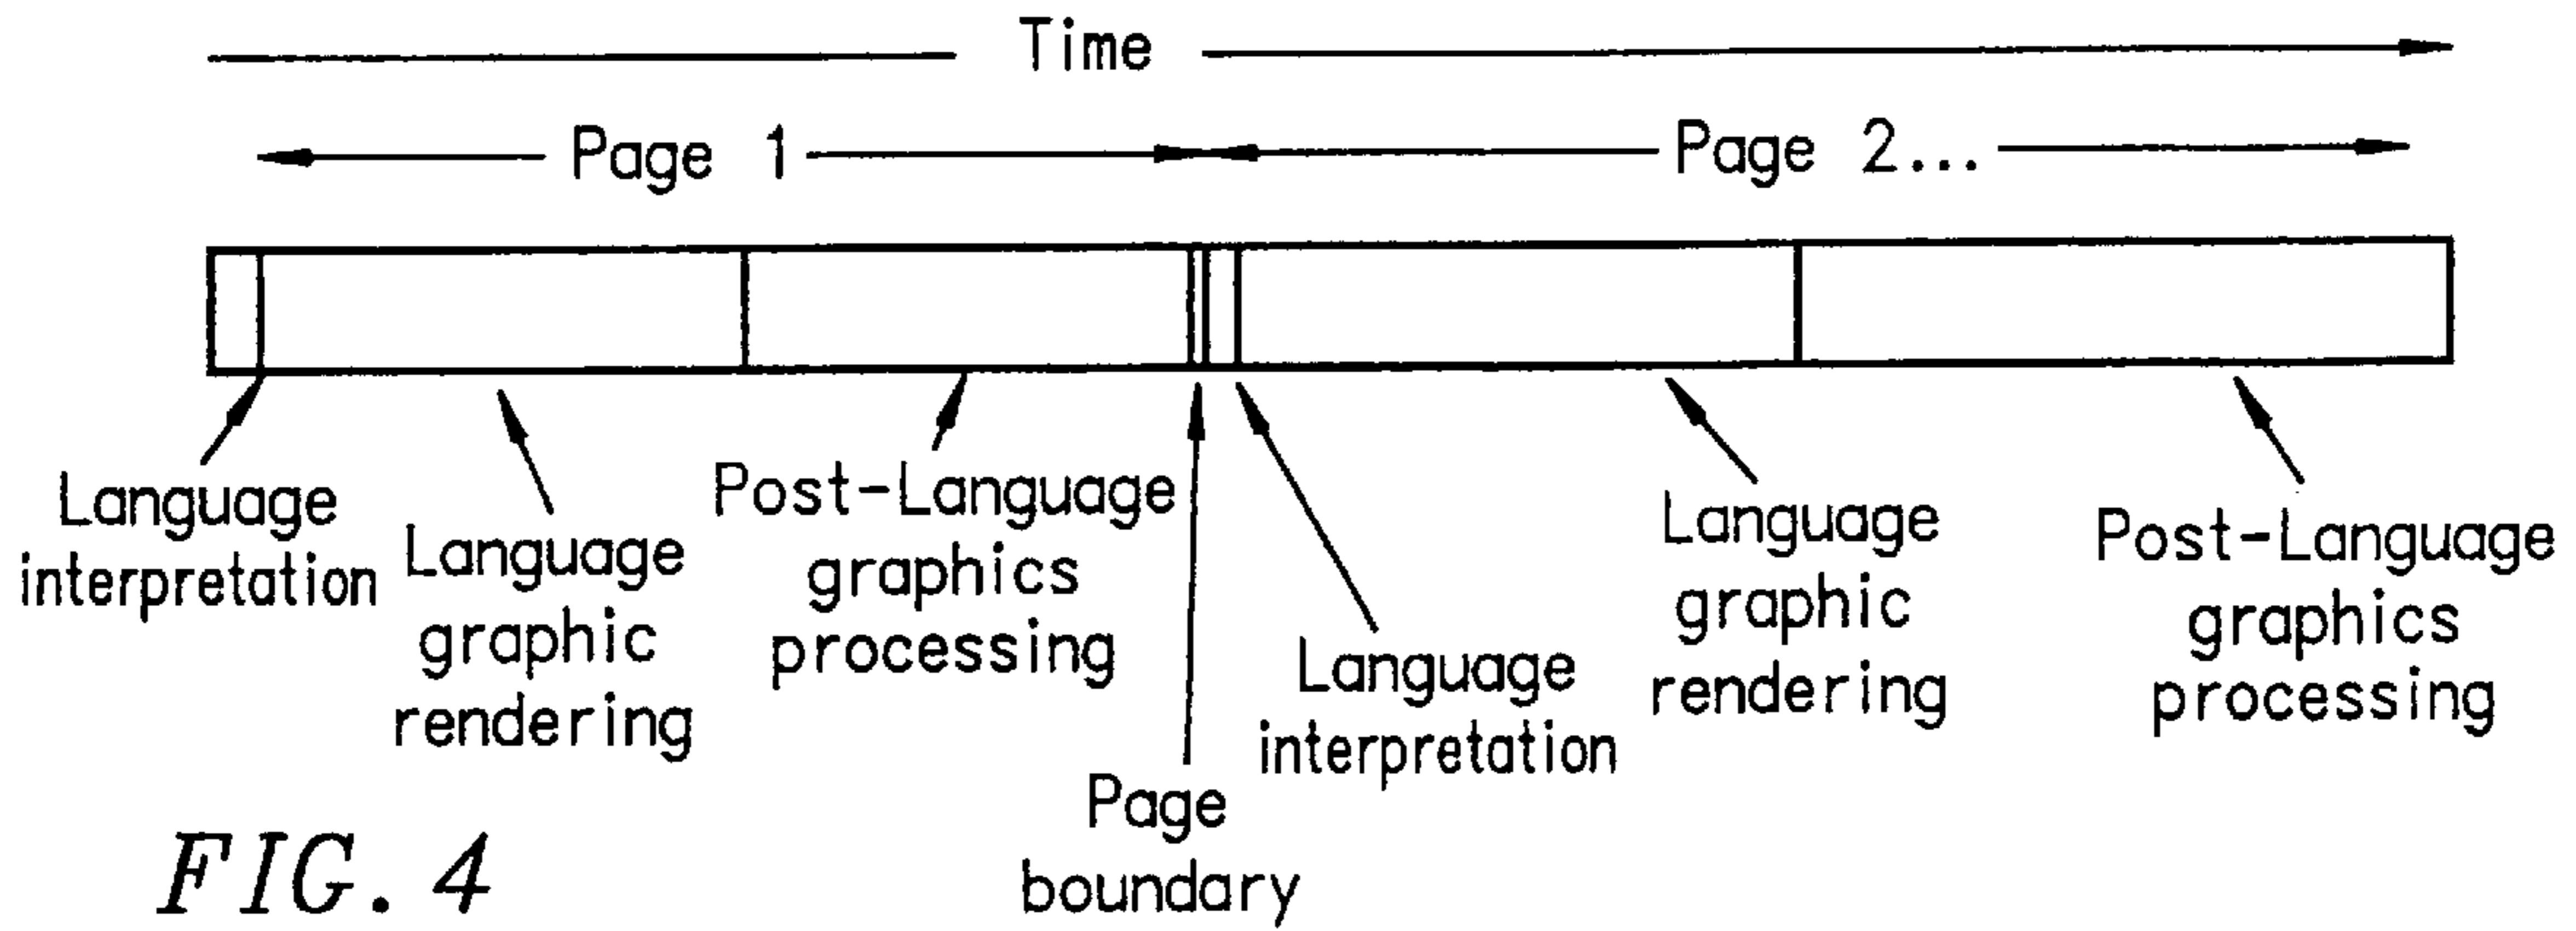 Time
Page 1
Page 2...
Language
interpretation
Language
graphic
rendering
Post-Language
graphics
processing
Page
boundary
Language
interpretation
Language
graphic
rendering
Post-Language
graphics
processing
FIG. 4